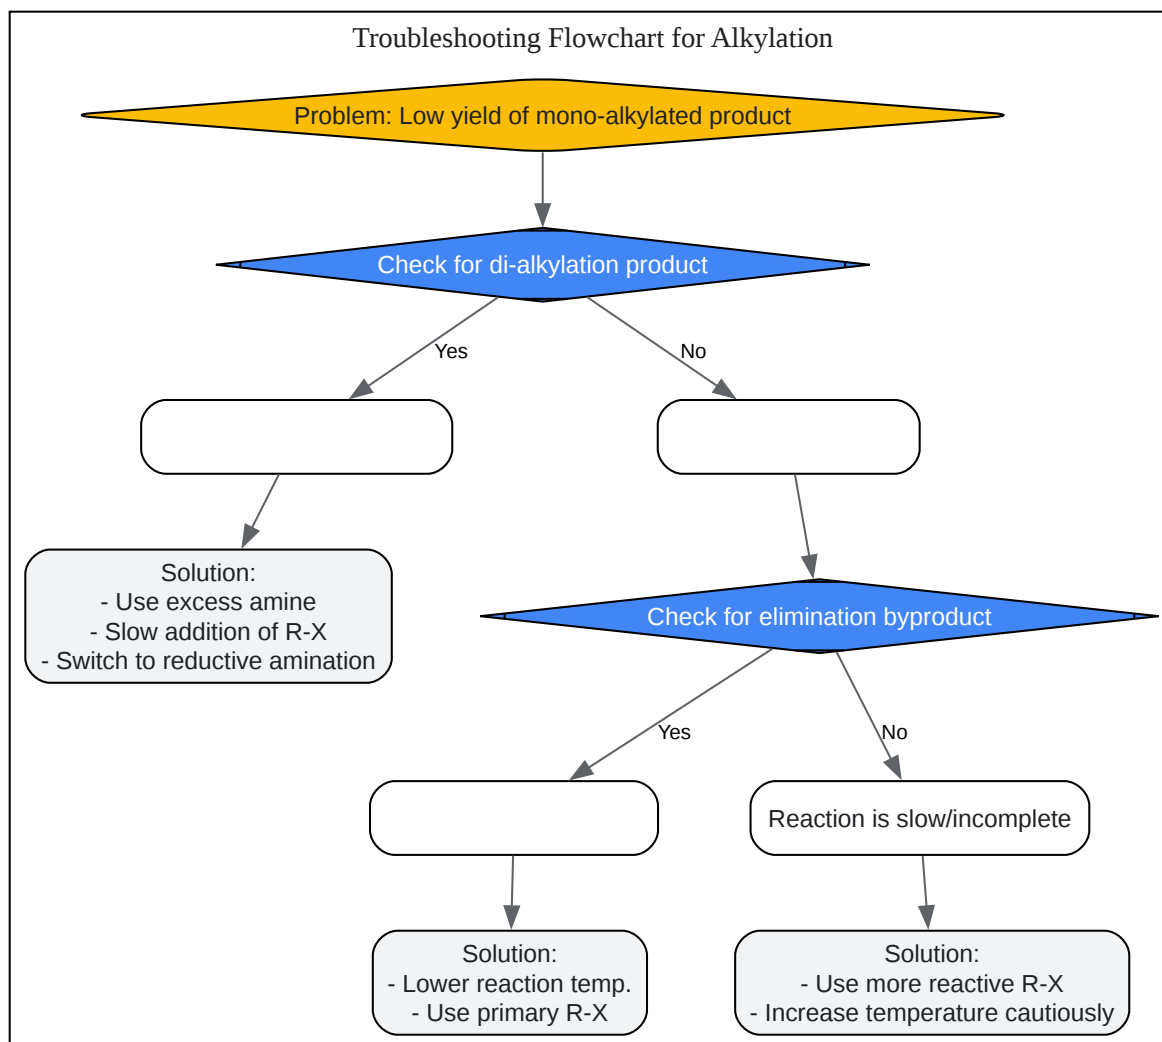 Troubleshooting Flowchart for Alkylation
Problem: Low yield of mono-alkylated product
Check for di-alkylation product
Yes
No
Solution:
- Use excess amine
- Slow addition of R-X
- Switch to reductive amination
Check for elimination byproduct
Yes
No
Reaction is slow/incomplete
Solution:
- Lower reaction temp.
- Use primary R-X
Solution:
- Use more reactive R-X
- Increase temperature cautiously